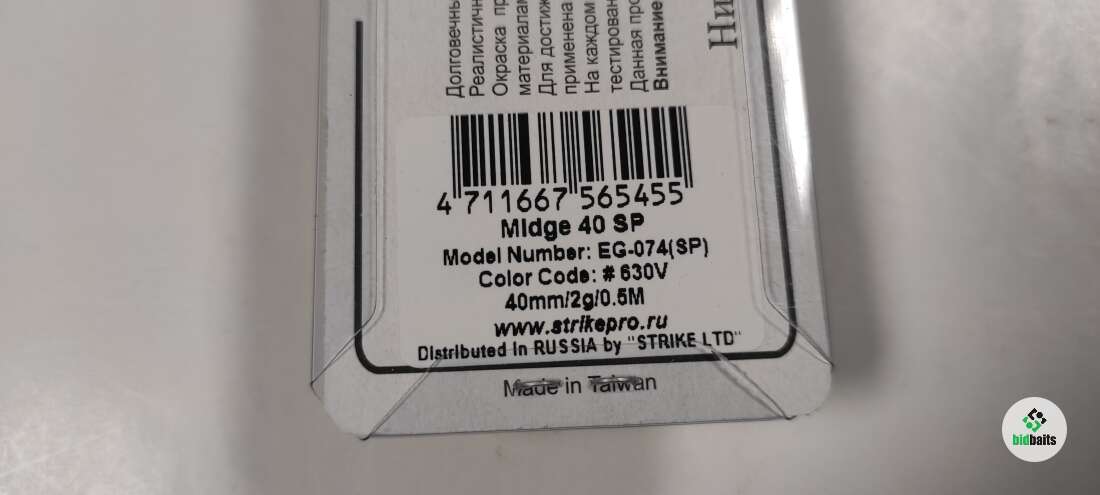 Долговечны
Реалистичн
Окраска пр
материалам
Для достиж
применена
На каждом
тестирован
Данная про
Внимание
Ни
4 711667 565455
Midge 40 SP
Model Number: EG-074(SP)
Color Code: # 630V
40mm/2g/0.5M
www.strikepro.ru
Distributed in RUSSIA by "STRIKE LTD"
Made in Taiwan
bidbaits